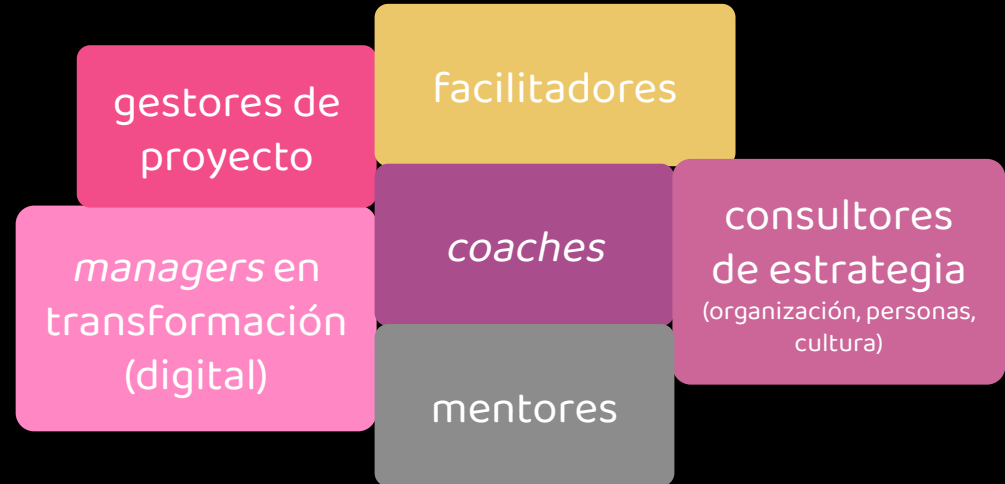 gestores de
proyecto
facilitadores
managers en
transformación
(digital)
coaches
consultores
de estrategia
(organización, personas,
cultura)
mentores